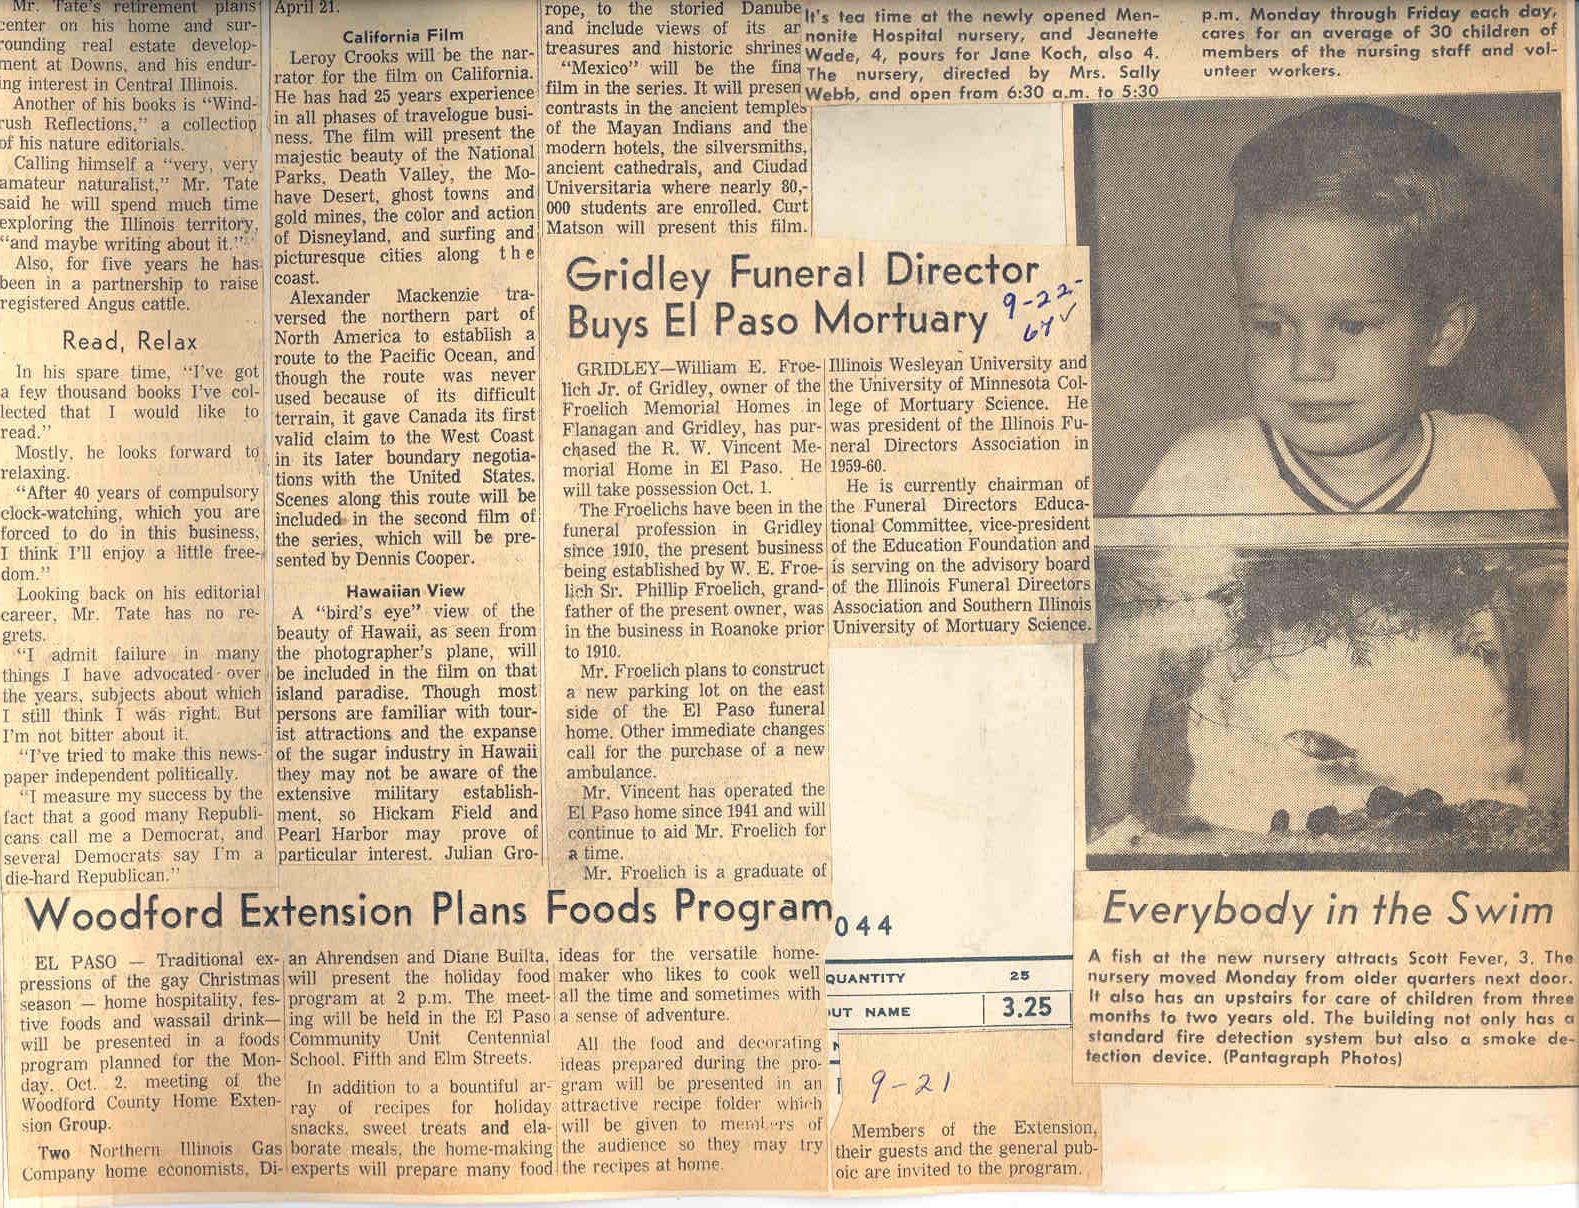 Mr. Tate's retirement plans
center on his home and sur-
rounding real estate develop-
ment at Downs, and his endur-
ing interest in Central Illinois.
Another of his books is "Wind-
rush Reflections," a collection
of his nature editorials.
Calling himself a "very, very
amateur naturalist," Mr. Tate
said he will spend much time
exploring the Illinois territory,
"and maybe writing about it."
Also, for five years he has
been in a partnership to raise
registered Angus cattle.
Read, Relax
In his spare time, "I've got
a few thousand books I've col-
lected that I would like to
read."
Mostly, he looks forward to
relaxing.
"After 40 years of compulsory
clock-watching, which you are
forced to do in this business,
I think I'll enjoy a little free-
dom."
Looking back on his editorial
career, Mr. Tate has no re-
grets.
"I admit failure in many
things I have advocated over
the years, subjects about which
I still think I was right. But
I'm not bitter about it.
"I've tried to make this news-
paper independent politically.
"I measure my success by the
fact that a good many Republi-
cans call me a Democrat, and
several Democrats say I'm a
die-hard Republican."
April 21.
California Film
Leroy Crooks will be the nar-
rator for the film on California.
He has had 25 years experience
in all phases of travelogue busi-
ness. The film will present the
majestic beauty of the National
Parks, Death Valley, the Mo-
have Desert, ghost towns and
gold mines, the color and action
of Disneyland, and surfing and
picturesque cities along the
coast.
Alexander Mackenzie tra-
versed the northern part of
North America to establish a
route to the Pacific Ocean, and
though the route was never
used because of its difficult
terrain, it gave Canada its first
valid claim to the West Coast
in its later boundary negotia-
tions with the United States.
Scenes along this route will be
included in the second film of
the series, which will be pre-
sented by Dennis Cooper.
Hawaiian View
A "bird's eye" view of the
beauty of Hawaii, as seen from
the photographer's plane, will
be included in the film on that
island paradise. Though most
persons are familiar with tour-
ist attractions and the expanse
of the sugar industry in Hawaii
they may not be aware of the
extensive military establish-
ment, so Hickam Field and
Pearl Harbor may prove of
particular interest. Julian Gro-
rope, to the storied Danube
and include views of its ar
treasures and historic shrines
"Mexico" will be the fina
film in the series. It will presen
contrasts in the ancient temples
of the Mayan Indians and the
modern hotels, the silversmiths,
ancient cathedrals, and Ciudad
Universitaria where nearly 80,-
000 students are enrolled. Curt
Matson will present this film.
It's tea time at the newly opened Men-
nonite Hospital nursery, and Jeanette
Wade, 4, pours for Jane Koch, also 4.
The nursery, directed by Mrs. Sally
Webb, and open from 6:30 a.m. to 5:30
p.m. Monday through Friday each day,
cares for an average of 30 children of
members of the nursing staff and vol-
unteer workers.
Gridley Funeral Director
Buys El Paso Mortuary
9-22-
67 ✓
GRIDLEY—William E. Froe-
lich Jr. of Gridley, owner of the
Froelich Memorial Homes in
Flanagan and Gridley, has pur-
chased the R. W. Vincent Me-
morial Home in El Paso. He
will take possession Oct. 1.
The Froelichs have been in the
funeral profession in Gridley
since 1910, the present business
being established by W. E. Froe-
lich Sr. Phillip Froelich, grand-
father of the present owner, was
in the business in Roanoke prior
to 1910.
Mr. Froelich plans to construct
a new parking lot on the east
side of the El Paso funeral
home. Other immediate changes
call for the purchase of a new
ambulance.
Mr. Vincent has operated the
El Paso home since 1941 and will
continue to aid Mr. Froelich for
a time.
Mr. Froelich is a graduate of
Illinois Wesleyan University and
the University of Minnesota Col-
lege of Mortuary Science. He
was president of the Illinois Fu-
neral Directors Association in
1959-60.
He is currently chairman of
the Funeral Directors Educa-
tional Committee, vice-president
of the Education Foundation and
is serving on the advisory board
of the Illinois Funeral Directors
Association and Southern Illinois
University of Mortuary Science.
Everybody in the Swim
A fish at the new nursery attracts Scott Fever, 3. The
nursery moved Monday from older quarters next door.
It also has an upstairs for care of children from three
months to two years old. The building not only has a
standard fire detection system but also a smoke de-
tection device. (Pantagraph Photos)
Woodford Extension Plans Foods Program
EL PASO — Traditional ex-
pressions of the gay Christmas
season — home hospitality, fes-
tive foods and wassail drink—
will be presented in a foods
program planned for the Mon-
day, Oct. 2, meeting of the
Woodford County Home Exten-
sion Group.
Two Northern Illinois Gas
Company home economists, Di-
an Ahrendsen and Diane Builta,
will present the holiday food
program at 2 p.m. The meet-
ing will be held in the El Paso
Community Unit Centennial
School, Fifth and Elm Streets.
In addition to a bountiful ar-
ray of recipes for holiday
snacks, sweet treats and ela-
borate meals, the home-making
experts will prepare many food
ideas for the versatile home-
maker who likes to cook well
all the time and sometimes with
a sense of adventure.
All the food and decorating
ideas prepared during the pro-
gram will be presented in an
attractive recipe folder which
will be given to members of
the audience so they may try
the recipes at home.
044
QUANTITY 25
UT NAME 3.25
9-21
Members of the Extension,
their guests and the general pub-
oic are invited to the program.